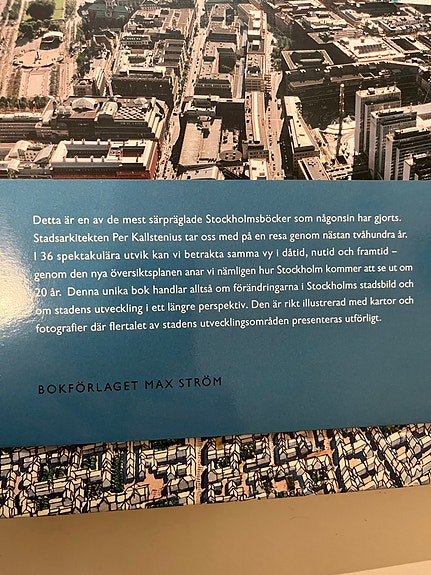 Detta är en av de mest särpräglade Stockholmsböcker som någonsin har gjorts.
Stadsarkitekten Per Kallstenius tar oss med på en resa genom nästan tvåhundra år.
I 36 spektakulära utvik kan vi betrakta samma vy i dåtid, nutid och framtid –
genom den nya översiktsplanen anar vi nämligen hur Stockholm kommer att se ut om
20 år. Denna unika bok handlar alltså om förändringarna i Stockholms stadsbild och
om stadens utveckling i ett längre perspektiv. Den är rikt illustrerad med kartor och
fotografier där flertalet av stadens utvecklingsområden presenteras utförligt.
BOKFÖRLAGET MAX STRÖM